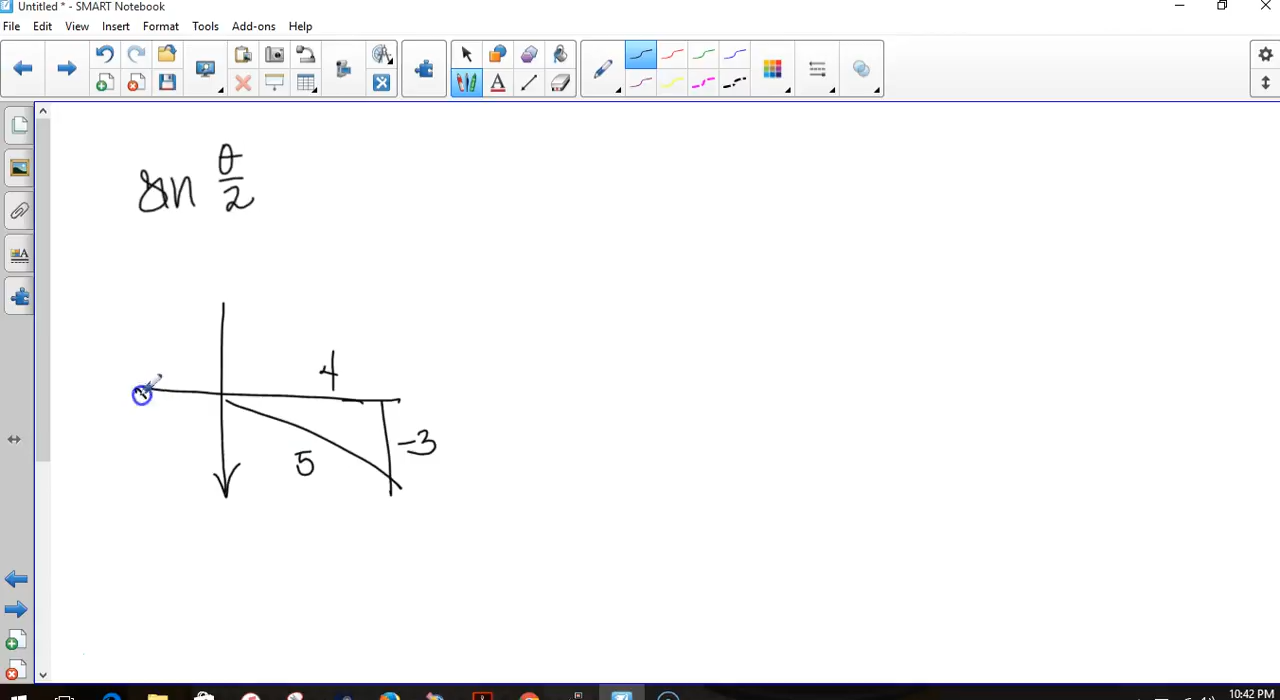 Untitled * - SMART Notebook
File Edit View Insert Format Tools Add-ons Help
sin θ/2
4
-3
5
10:42 PM